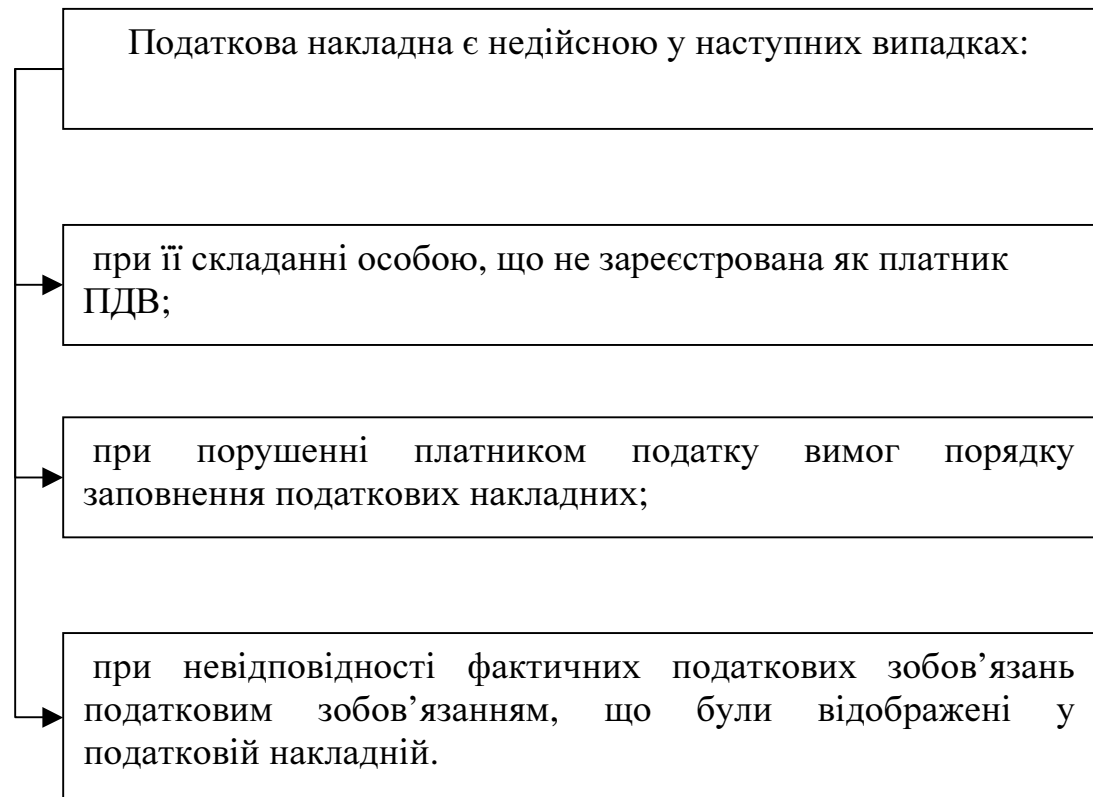 Податкова накладна є недійсною у наступних випадках:
при її складанні особою, що не зареєстрована як платник
ПДВ;
при порушенні платником податку вимог порядку
заповнення податкових накладних;
при невідповідності фактичних податкових зобов’язань
податковим зобов’язанням, що були відображені у
податковій накладній.